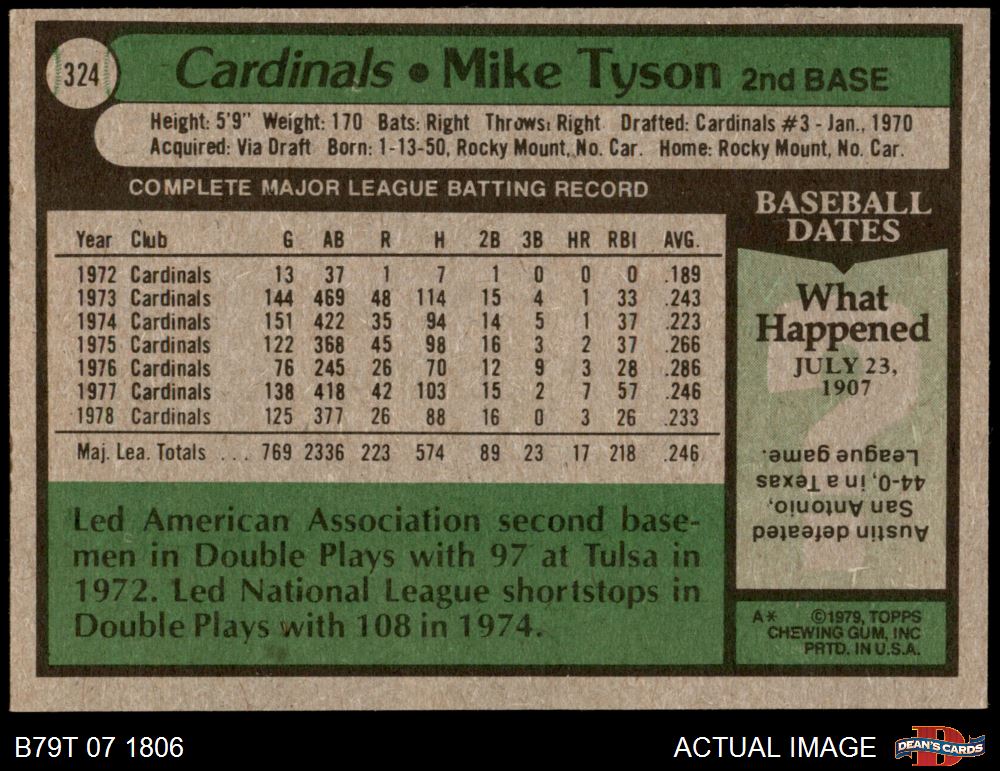 324
Cardinals • Mike Tyson 2nd BASE
Height: 5'9" Weight: 170 Bats: Right Throws: Right Drafted: Cardinals #3 - Jan., 1970
Acquired: Via Draft Born: 1-13-50, Rocky Mount, No. Car. Home: Rocky Mount, No. Car.
COMPLETE MAJOR LEAGUE BATTING RECORD
Year Club G AB R H 2B 3B HR RBI AVG.
1972 Cardinals 13 37 1 7 1 0 0 0 .189
1973 Cardinals 144 469 48 114 15 4 1 33 .243
1974 Cardinals 151 422 35 94 14 5 1 37 .223
1975 Cardinals 122 368 45 98 16 3 2 37 .266
1976 Cardinals 76 245 26 70 12 9 3 28 .286
1977 Cardinals 138 418 42 103 15 2 7 57 .246
1978 Cardinals 125 377 26 88 16 0 3 26 .233
Maj. Lea. Totals ... 769 2336 223 574 89 23 17 218 .246
Led American Association second base-
men in Double Plays with 97 at Tulsa in
1972. Led National League shortstops in
Double Plays with 108 in 1974.
BASEBALL
DATES
What
Happened
JULY 23,
1907
Austin defeated
San Antonio,
44-0, in a Texas
League game.
A* ©1979, TOPPS
CHEWING GUM, INC
PRTD. IN U.S.A.
B79T 07 1806
ACTUAL IMAGE
D
DEAN'S CARDS